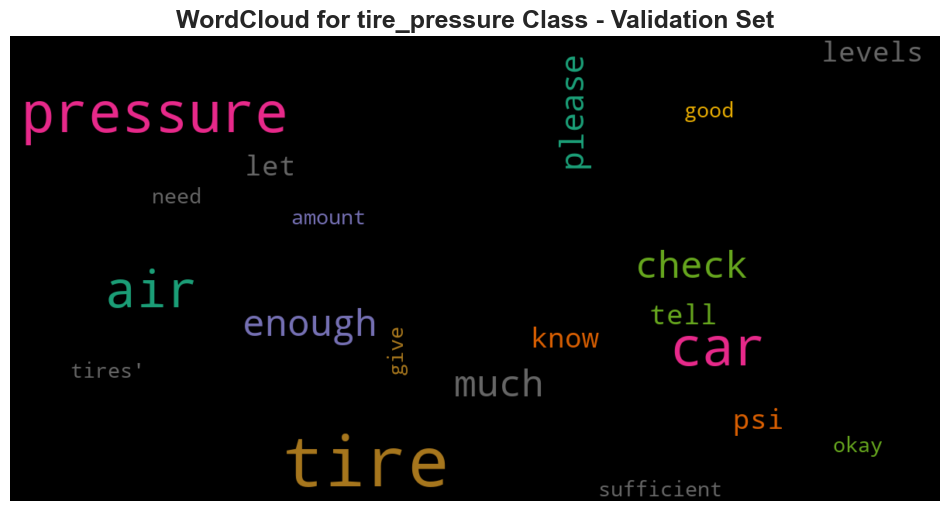 WordCloud for tire_pressure Class - Validation Set
levels
please
good
pressure
let
need
amount
check
air
tell
enough
give
know
car
tires'
much
psi
okay
tire
sufficient